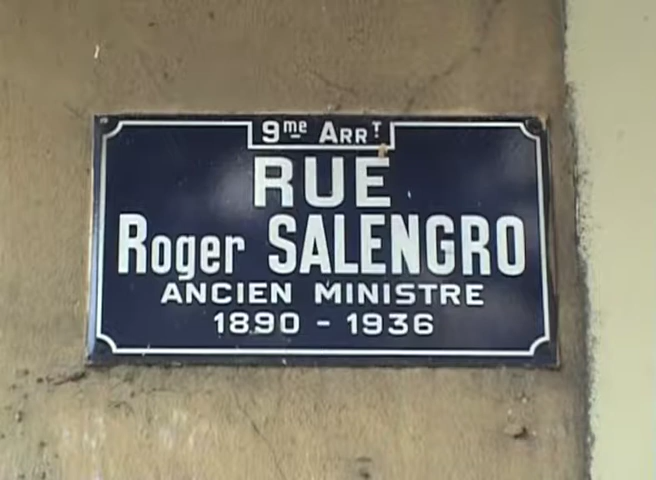 9me ARRT
RUE
Roger SALENGRO
ANCIEN MINISTRE
1890 - 1936